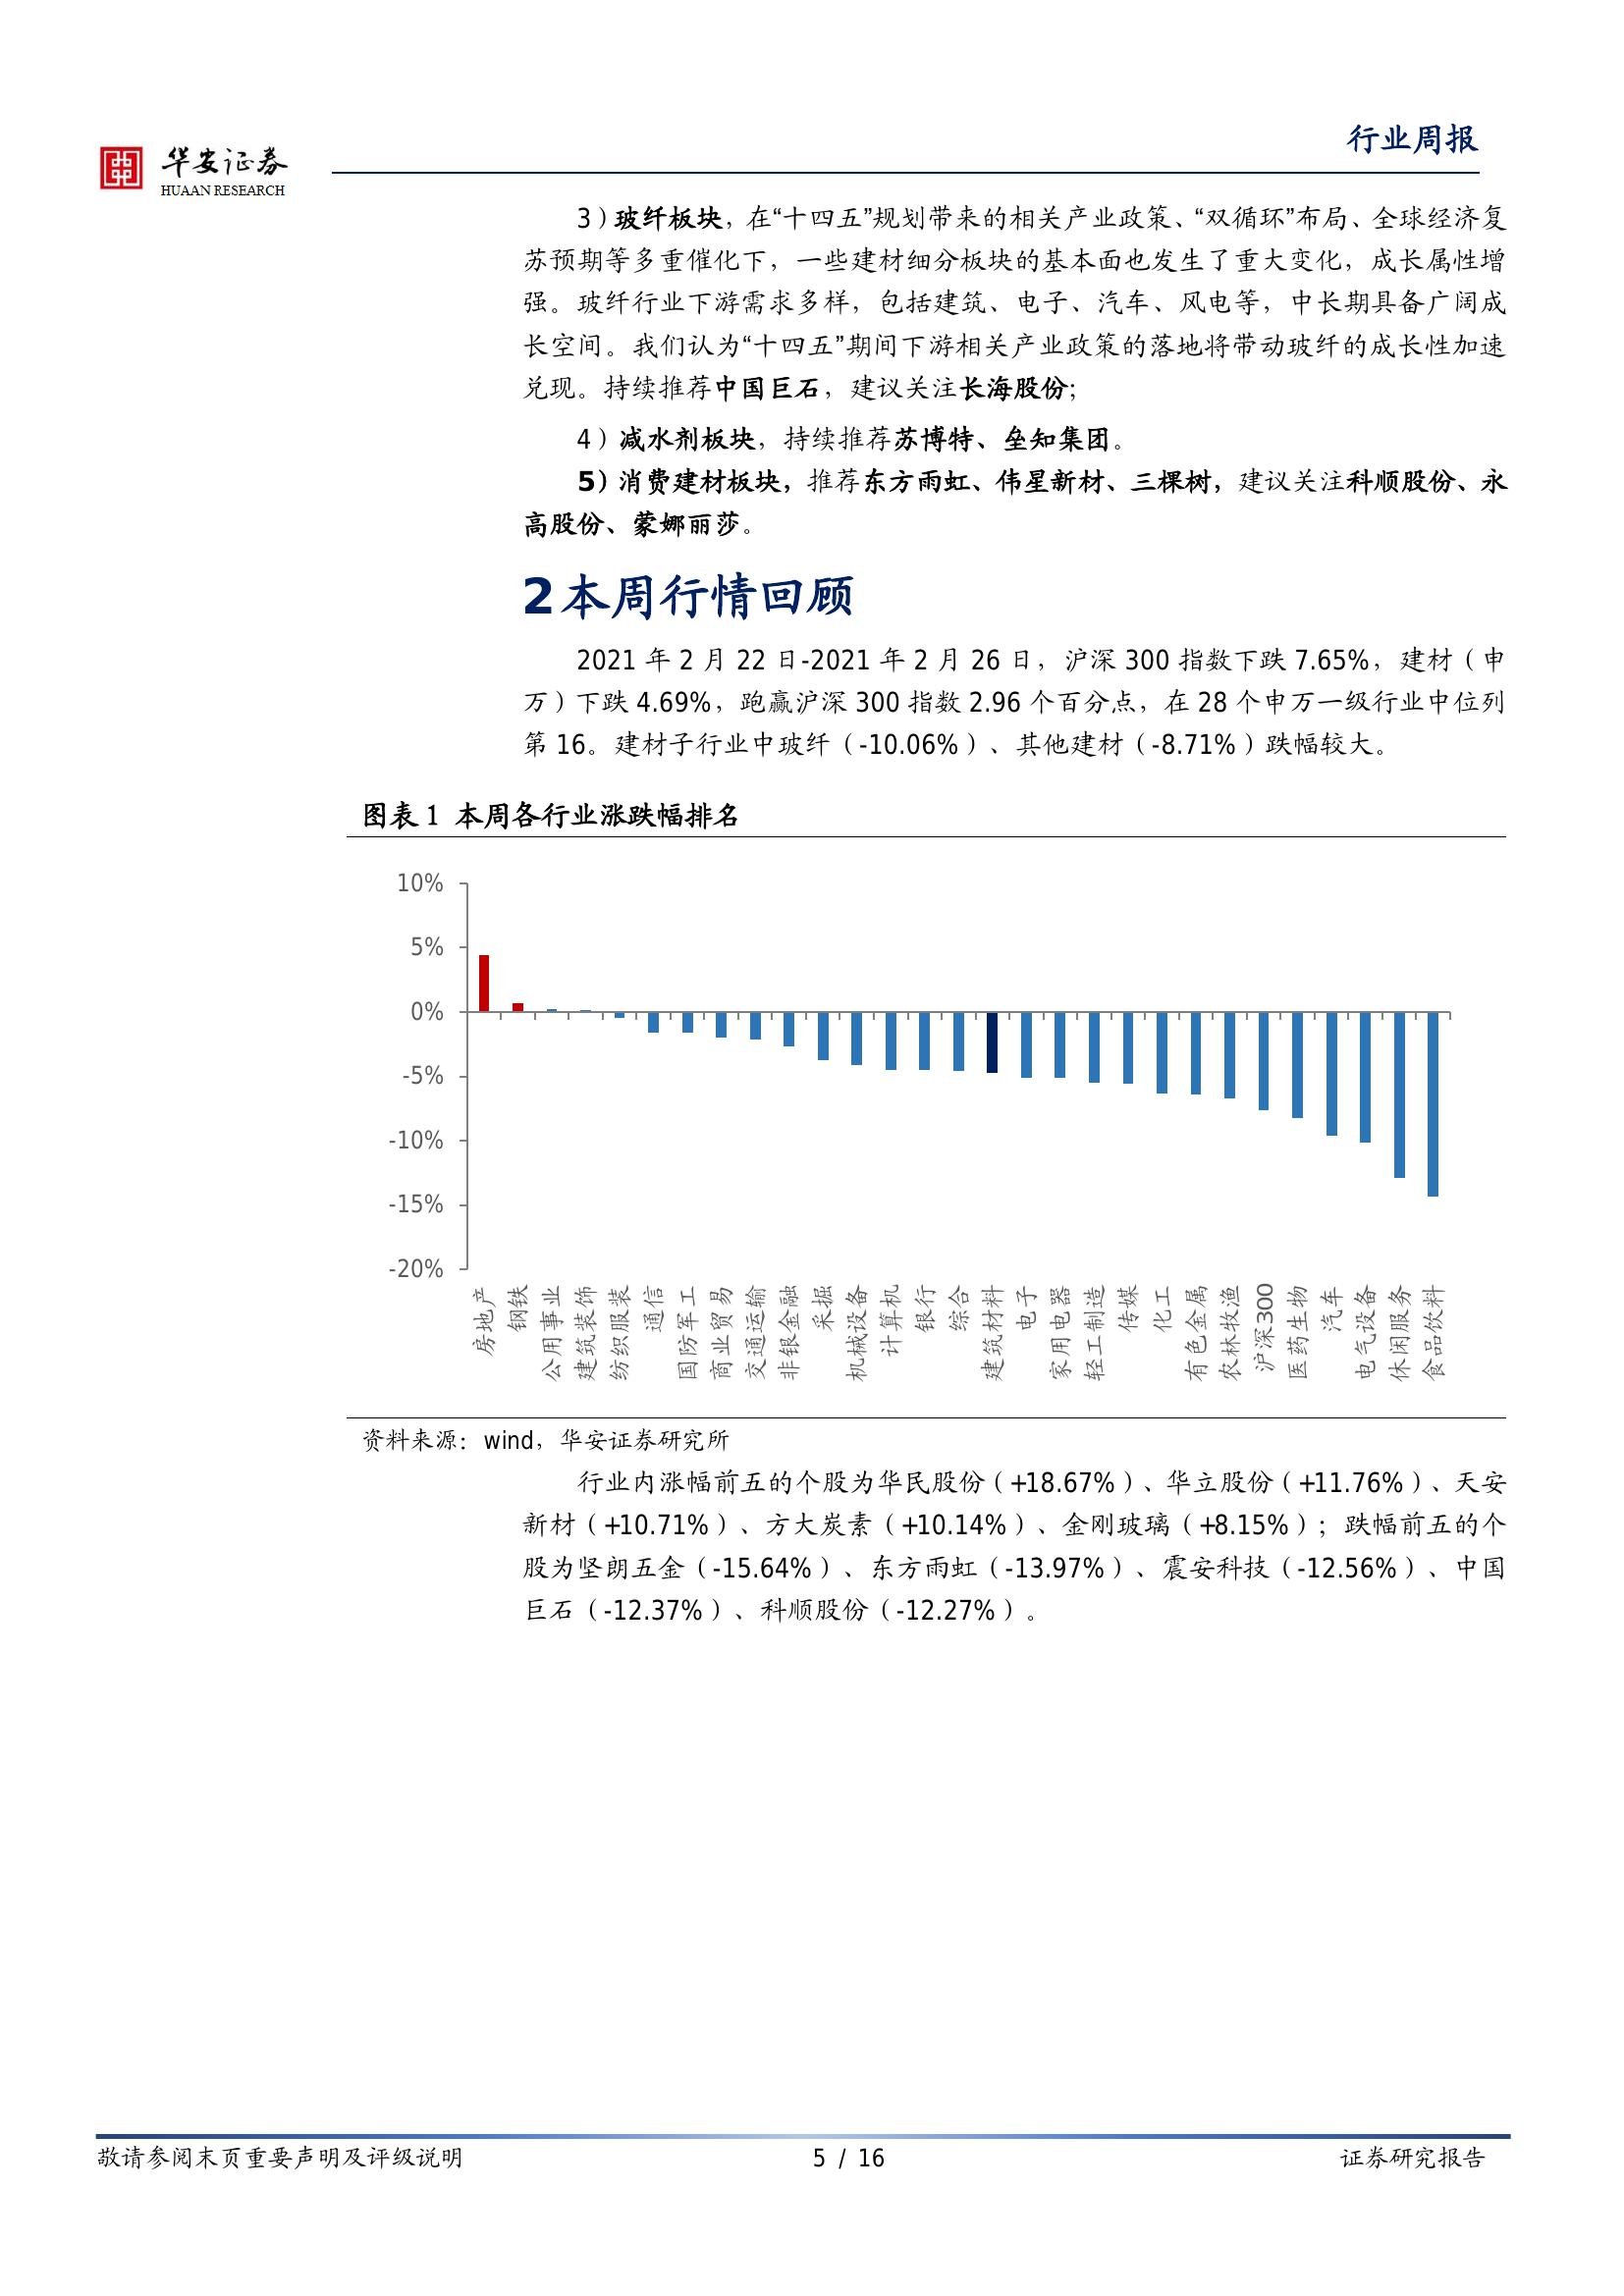 行业周报
华安证券
HUAAN RESEARCH
3）玻纤板块，在“十四五”规划带来的相关产业政策、“双循环”布局、全球经济复
苏预期等多重催化下，一些建材细分板块的基本面也发生了重大变化，成长属性增
强。玻纤行业下游需求多样，包括建筑、电子、汽车、风电等，中长期具备广阔成
长空间。我们认为“十四五”期间下游相关产业政策的落地将带动玻纤的成长性加速
兑现。持续推荐中国巨石，建议关注长海股份；
4）减水剂板块，持续推荐苏博特、垒知集团。
5）消费建材板块，推荐东方雨虹、伟星新材、三棵树，建议关注科顺股份、永
高股份、蒙娜丽莎。
2 本周行情回顾
2021 年 2 月 22 日-2021 年 2 月 26 日，沪深 300 指数下跌 7.65%，建材（申
万）下跌 4.69%，跑赢沪深 300 指数 2.96 个百分点，在 28 个申万一级行业中位列
第 16。建材子行业中玻纤（-10.06%）、其他建材（-8.71%）跌幅较大。
图表 1 本周各行业涨跌幅排名
10%
5%
0%
-5%
-10%
-15%
-20%
房地产
钢铁
公用事业
建筑装饰
纺织服装
通信
国防军工
商业贸易
交通运输
非银金融
采掘
机械设备
计算机
银行
综合
建筑材料
电子
家用电器
轻工制造
传媒
化工
有色金属
农林牧渔
沪深300
医药生物
汽车
电气设备
休闲服务
食品饮料
资料来源：wind，华安证券研究所
行业内涨幅前五的个股为华民股份（+18.67%）、华立股份（+11.76%）、天安
新材（+10.71%）、方大炭素（+10.14%）、金刚玻璃（+8.15%）；跌幅前五的个
股为坚朗五金（-15.64%）、东方雨虹（-13.97%）、震安科技（-12.56%）、中国
巨石（-12.37%）、科顺股份（-12.27%）。
敬请参阅末页重要声明及评级说明
5 / 16
证券研究报告